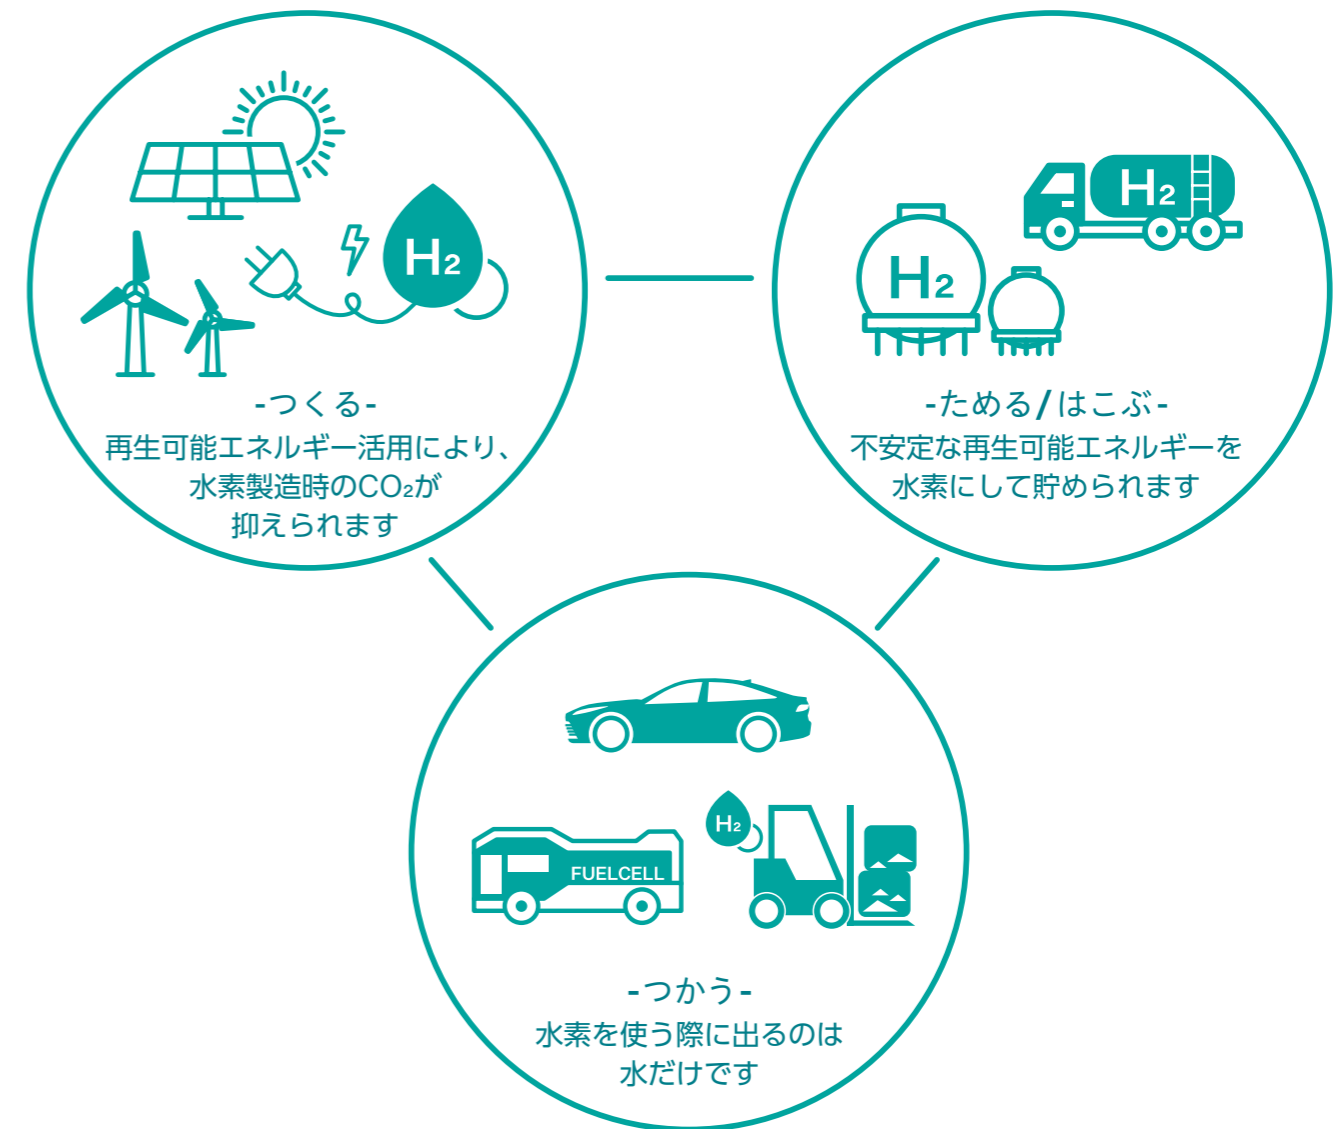 H₂
-つくる-
再生可能エネルギー活用により、
水素製造時のCO₂が
抑えられます
H₂
H₂
-ためる/はこぶ-
不安定な再生可能エネルギーを
水素にして貯められます
H₂
FUELCELL
-つかう-
水素を使う際に出るのは
水だけです